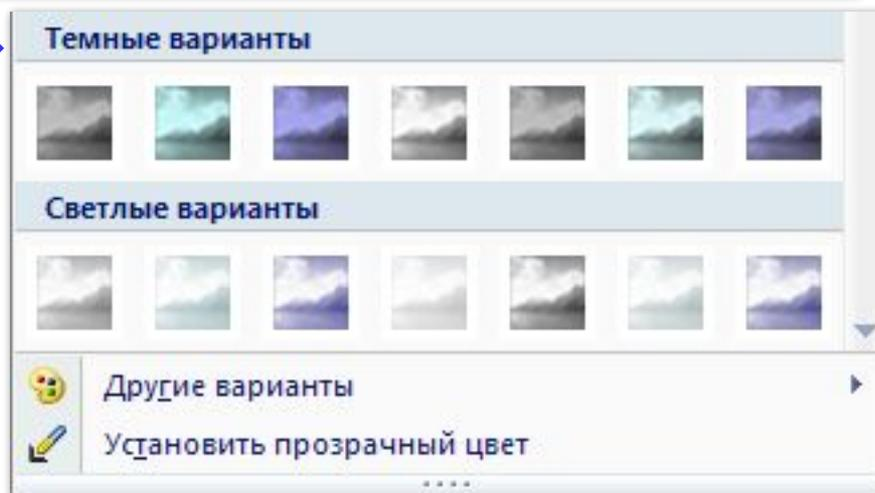 Темные варианты
Светлые варианты
Другие варианты
Установить прозрачный цвет